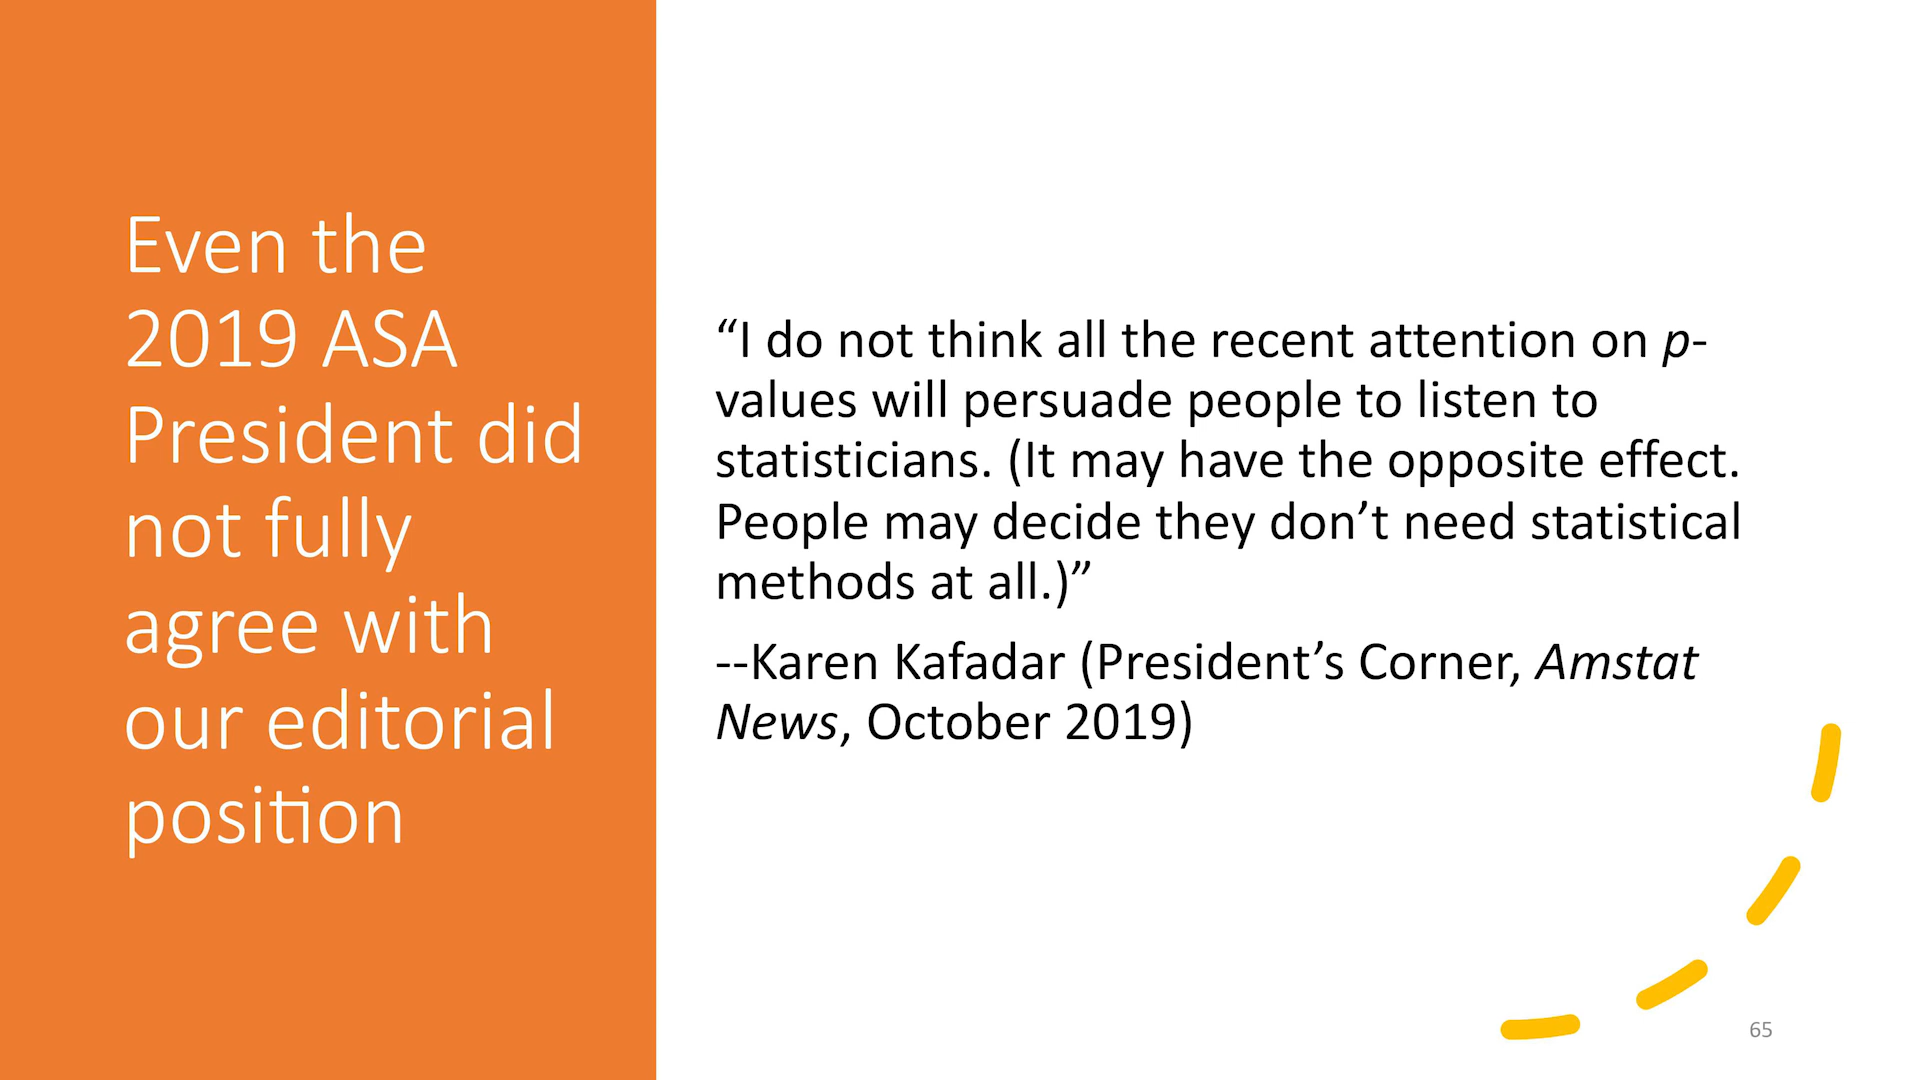 Even the
2019 ASA
President did
not fully
agree with
our editorial
position
“I do not think all the recent attention on p-
values will persuade people to listen to
statisticians. (It may have the opposite effect.
People may decide they don’t need statistical
methods at all.)”
--Karen Kafadar (President’s Corner, Amstat
News, October 2019)
65